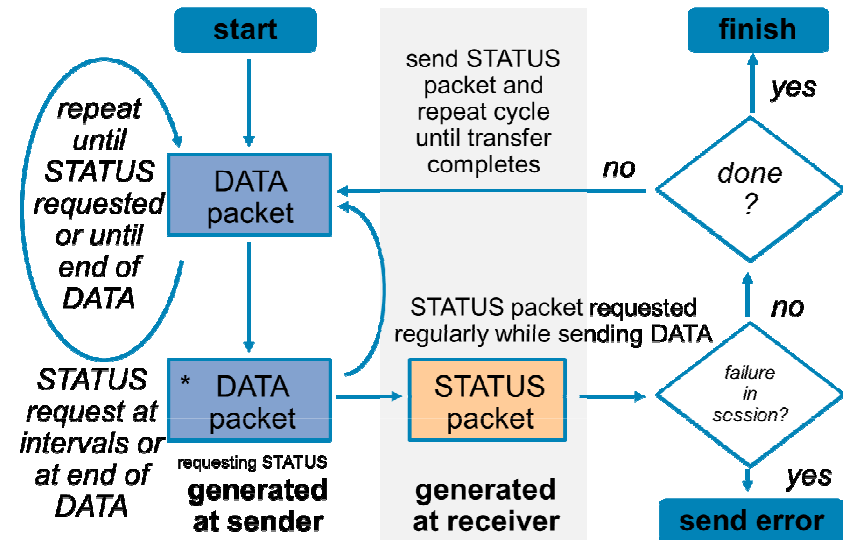 start
finish
send STATUS
packet and
repeat cycle
until transfer
completes
yes
repeat
until
STATUS
requested
or until
end of
DATA
DATA
packet
no
done
?
STATUS packet requested
regularly while sending DATA
no
STATUS
request at
intervals or
at end of
DATA
* DATA
packet
requesting STATUS
generated
at sender
STATUS
packet
generated
at receiver
failure
in
scssion?
yes
send error